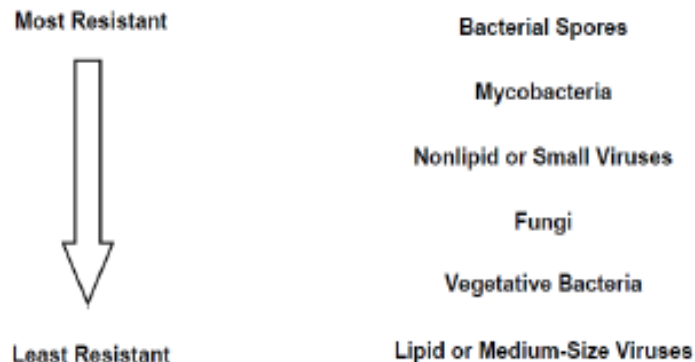 Most Resistant
Bacterial Spores
Mycobacteria
Nonlipid or Small Viruses
Fungi
Vegetative Bacteria
Least Resistant
Lipid or Medium-Size Viruses